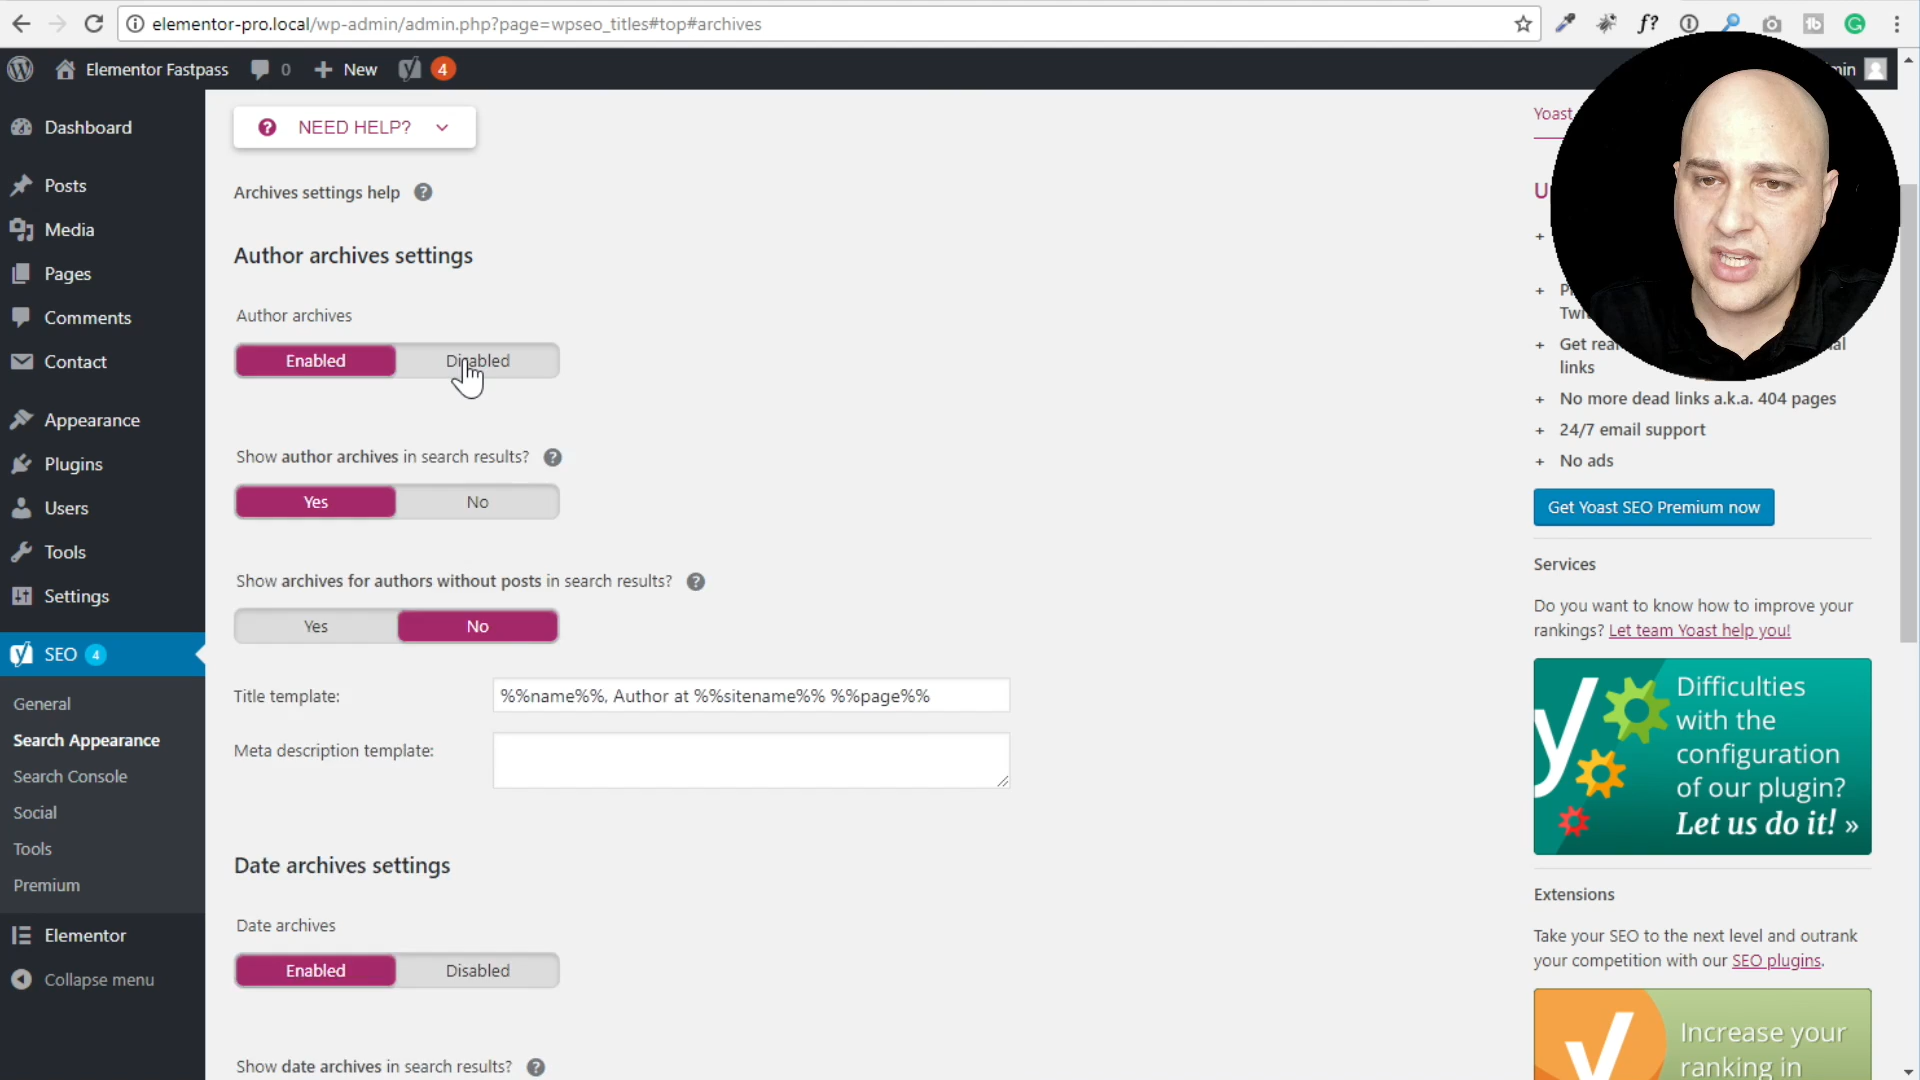 elementor-pro.local/wp-admin/admin.php?page=wpseo_titles#top#archives
Elementor Fastpass
0
New
4
Dashboard
Posts
Media
Pages
Comments
Contact
Appearance
Plugins
Users
Tools
Settings
SEO 4
General
Search Appearance
Search Console
Social
Tools
Premium
Elementor
Collapse menu
NEED HELP?
Archives settings help
Author archives settings
Author archives
Enabled
Disabled
Show author archives in search results?
Yes
No
Show archives for authors without posts in search results?
Yes
No
Title template:
%%name%%, Author at %%sitename%% %%page%%
Meta description template:
Date archives settings
Date archives
Enabled
Disabled
Show date archives in search results?
Yoast
links
+ No more dead links a.k.a. 404 pages
+ 24/7 email support
+ No ads
Get Yoast SEO Premium now
Services
Do you want to know how to improve your
rankings? Let team Yoast help you!
Difficulties
with the
configuration
of our plugin?
Let us do it! »
Extensions
Take your SEO to the next level and outrank
your competition with our SEO plugins.
Increase your
ranking in